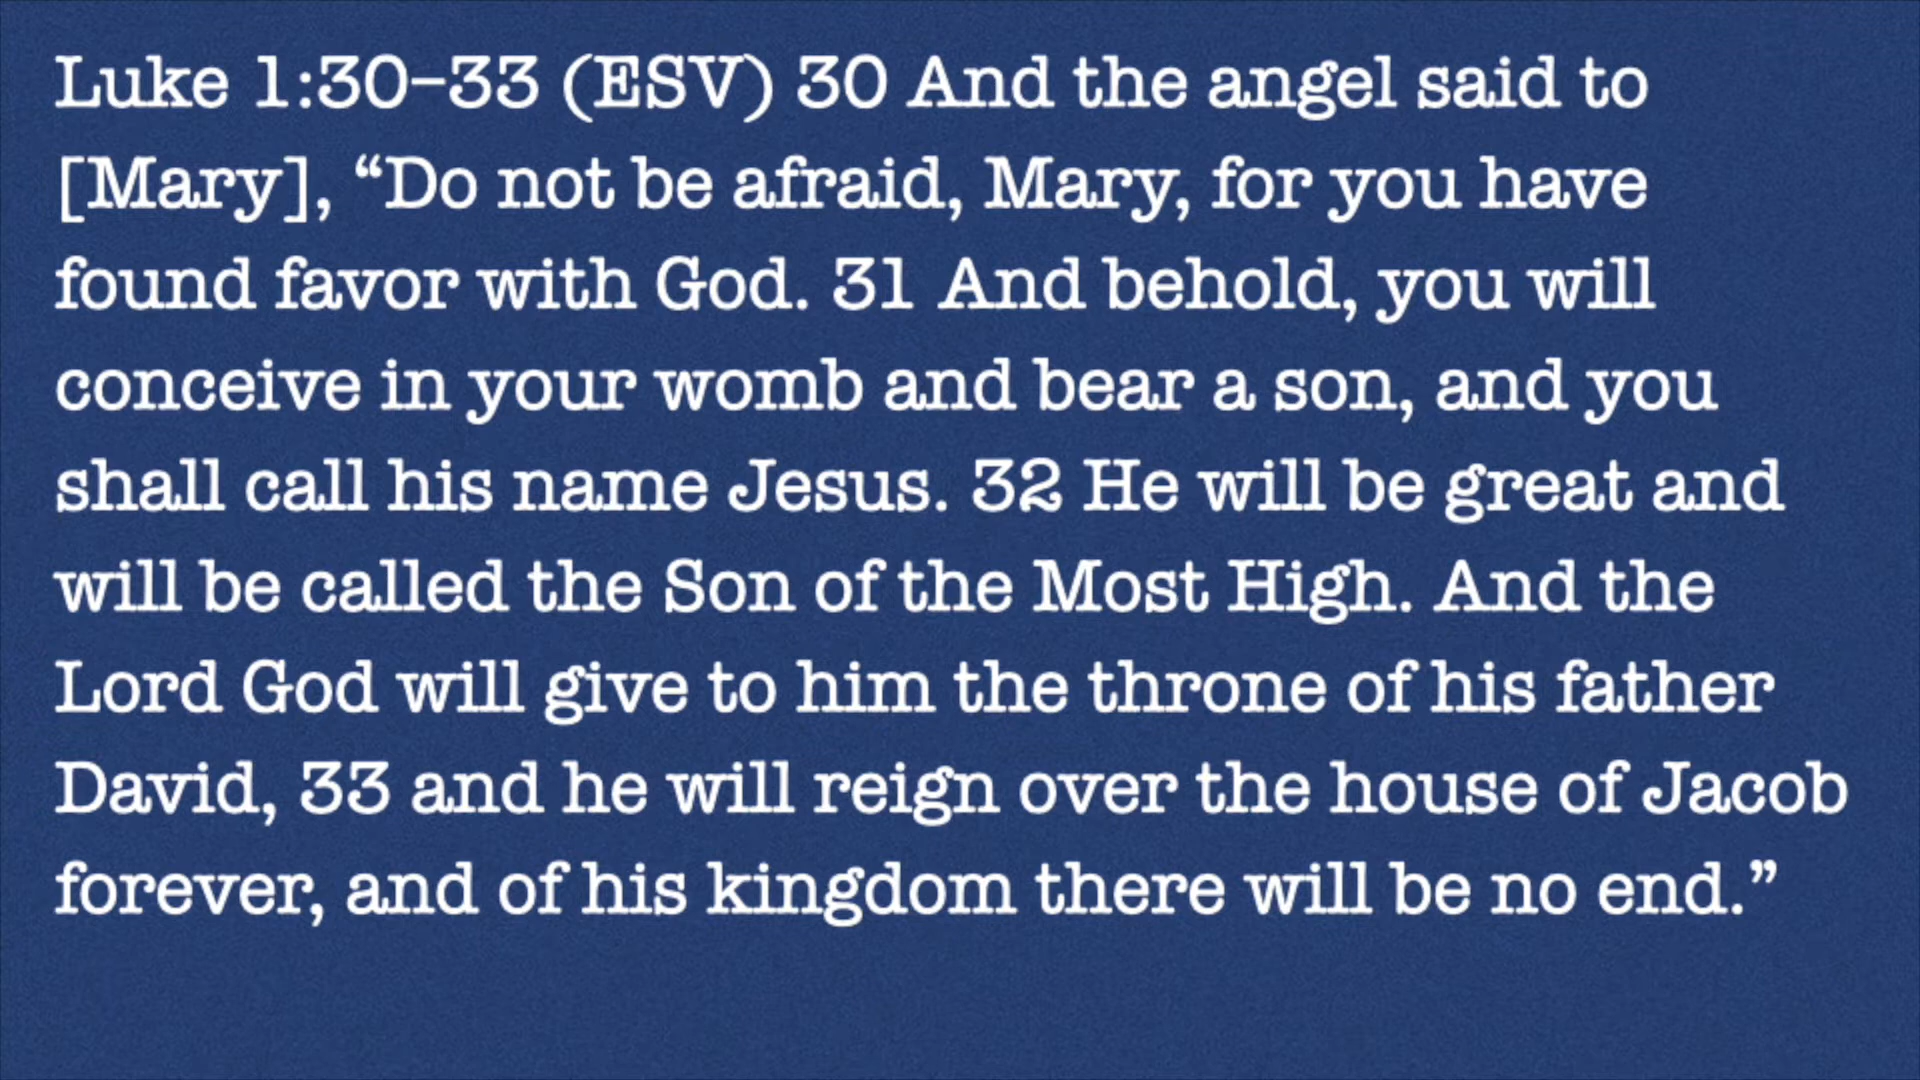 Luke 1:30–33 (ESV) 30 And the angel said to
[Mary], “Do not be afraid, Mary, for you have
found favor with God. 31 And behold, you will
conceive in your womb and bear a son, and you
shall call his name Jesus. 32 He will be great and
will be called the Son of the Most High. And the
Lord God will give to him the throne of his father
David, 33 and he will reign over the house of Jacob
forever, and of his kingdom there will be no end.”